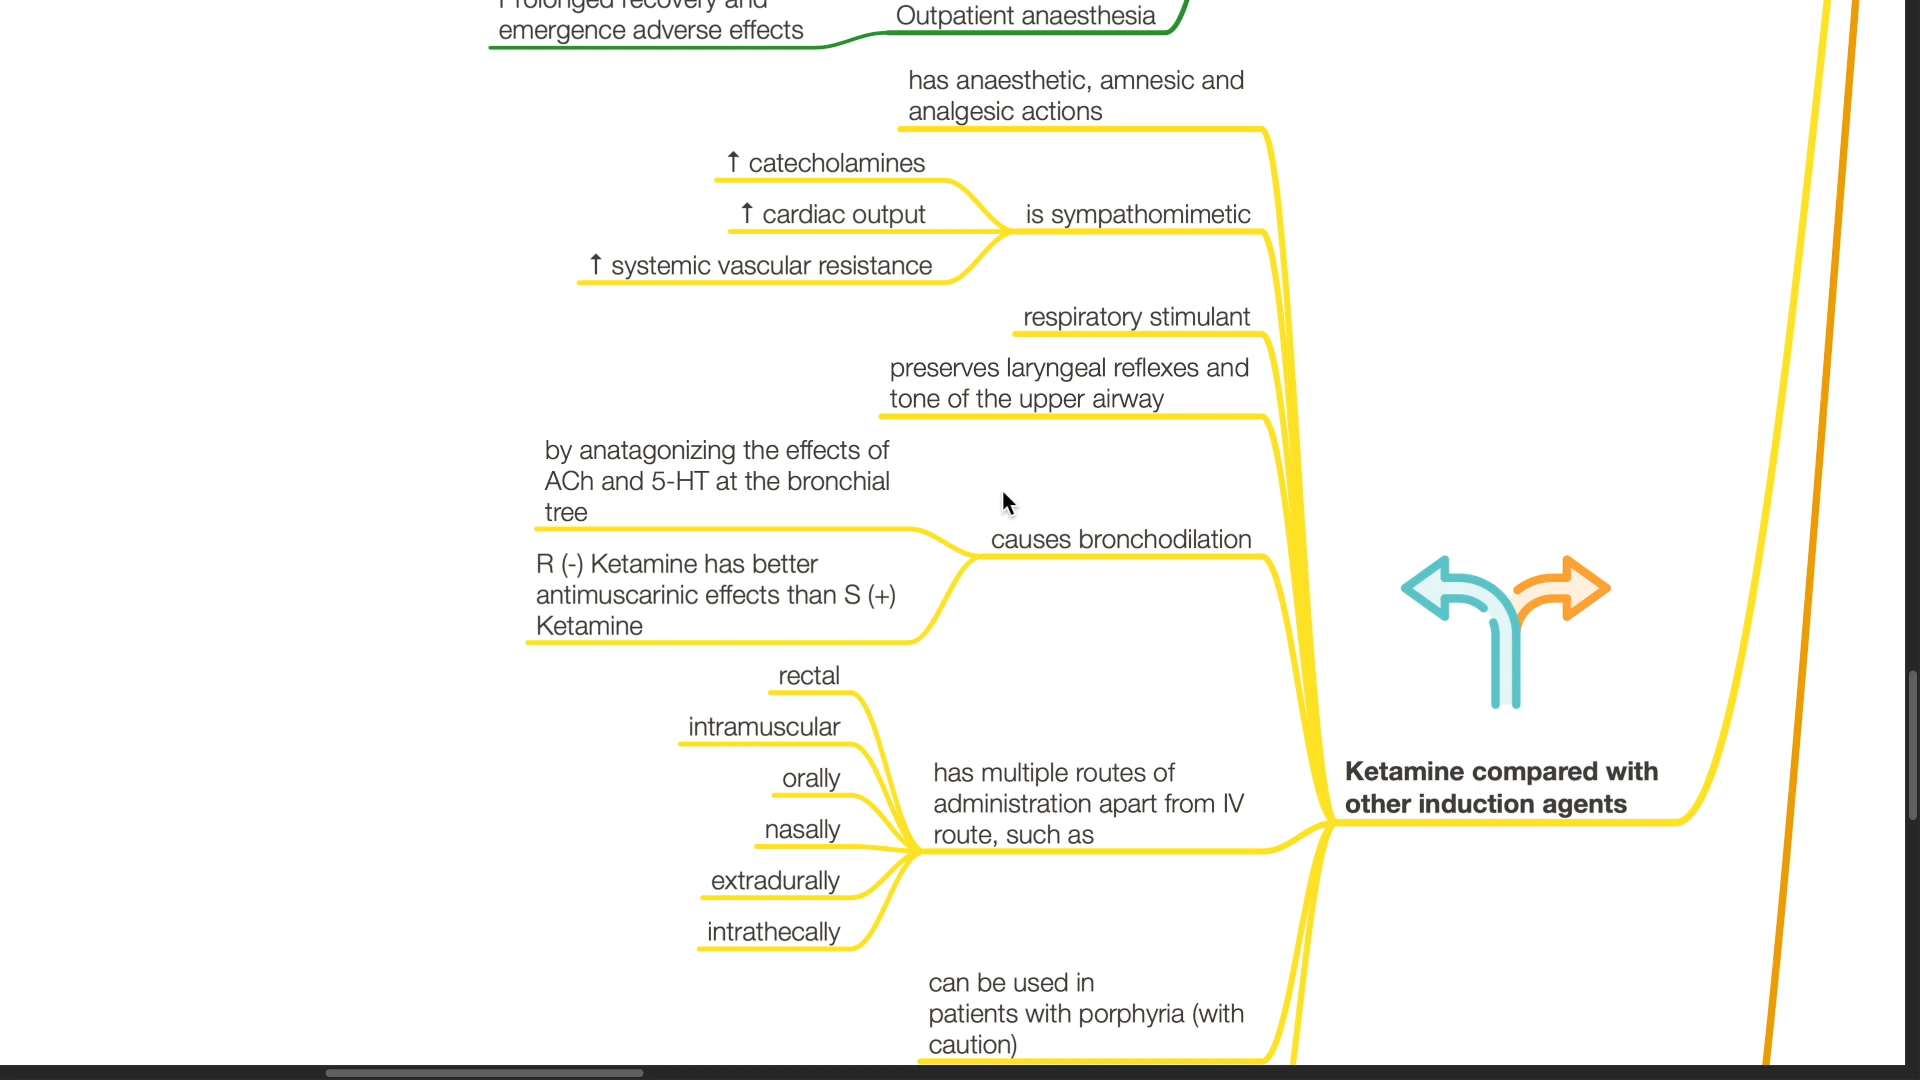 Prolonged recovery and
emergence adverse effects
Outpatient anaesthesia
has anaesthetic, amnesic and
analgesic actions
↑ catecholamines
↑ cardiac output
↑ systemic vascular resistance
is sympathomimetic
respiratory stimulant
preserves laryngeal reflexes and
tone of the upper airway
by anatagonizing the effects of
ACh and 5-HT at the bronchial
tree
R (-) Ketamine has better
antimuscarinic effects than S (+)
Ketamine
causes bronchodilation
rectal
intramuscular
orally
nasally
extradurally
intrathecally
has multiple routes of
administration apart from IV
route, such as
can be used in
patients with porphyria (with
caution)
Ketamine compared with
other induction agents